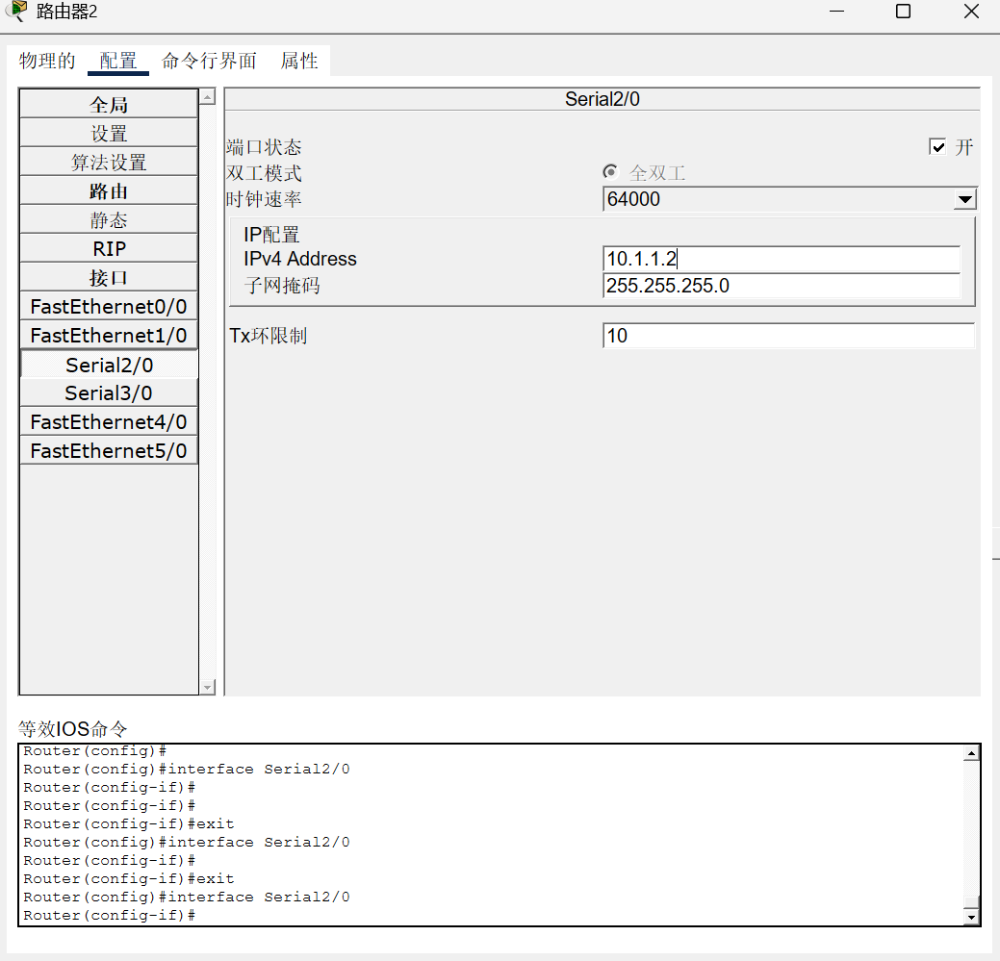 路由器2
物理的 配置 命令行界面 属性
全局
设置
算法设置
路由
静态
RIP
接口
FastEthernet0/0
FastEthernet1/0
Serial2/0
Serial3/0
FastEthernet4/0
FastEthernet5/0
Serial2/0
端口状态 开
双工模式 全双工
时钟速率 64000
IP配置
IPv4 Address 10.1.1.2
子网掩码 255.255.255.0
Tx环限制 10
等效IOS命令
Router(config)#
Router(config)#interface Serial2/0
Router(config-if)#
Router(config-if)#
Router(config-if)#exit
Router(config)#interface Serial2/0
Router(config-if)#
Router(config-if)#exit
Router(config)#interface Serial2/0
Router(config-if)#